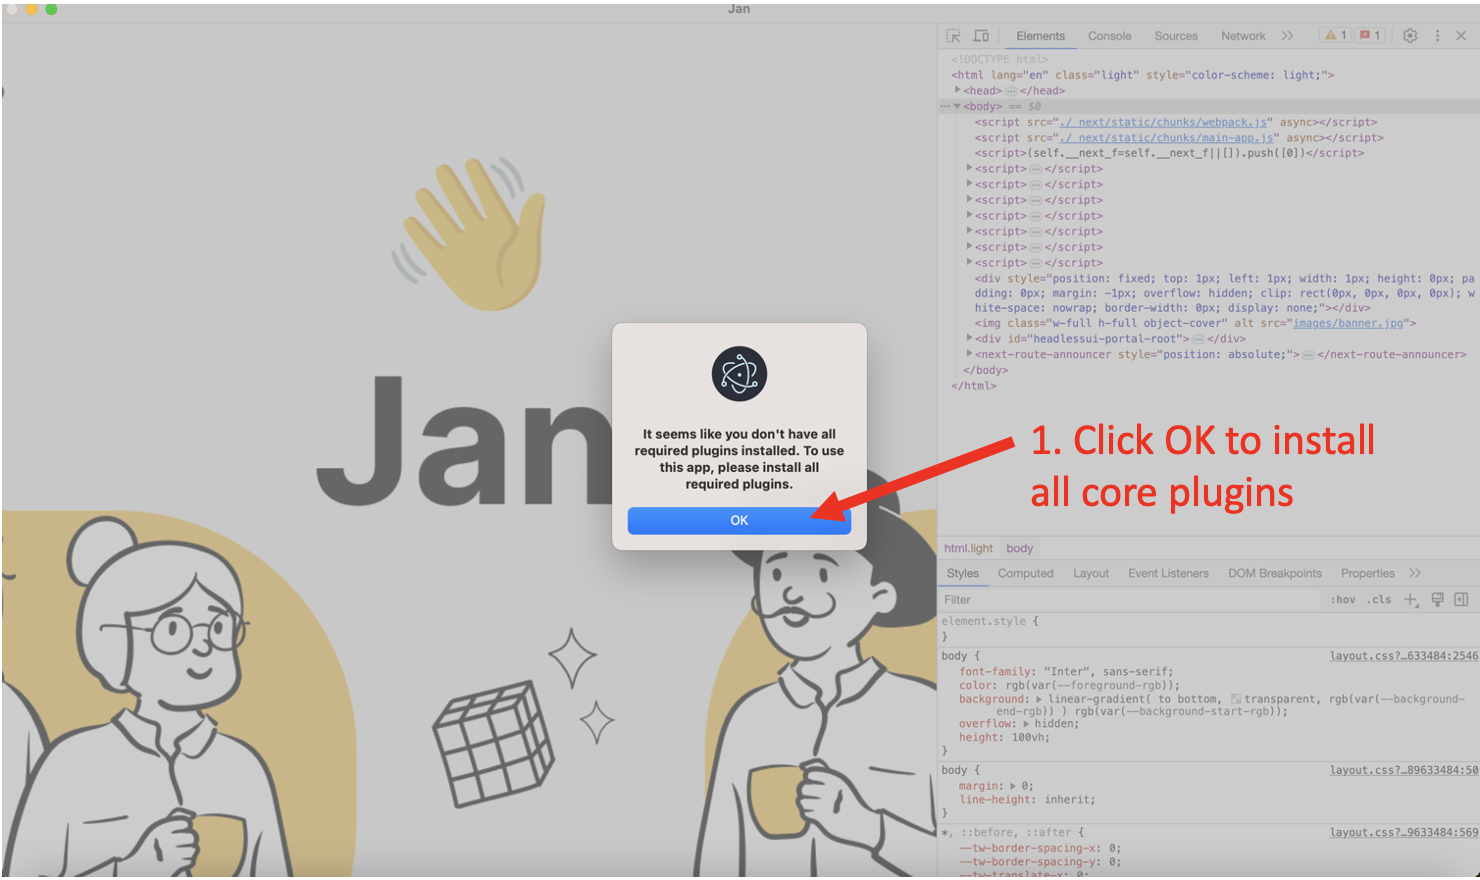 Jan
Elements Console Sources Network 1 1
<!DOCTYPE html>
<html lang="en" class="light" style="color-scheme: light;">
<head> </head>
<body> == $0
<script src="./_next/static/chunks/webpack.js" async></script>
<script src="./_next/static/chunks/main-app.js" async></script>
<script>(self.__next_f=self.__next_f||[]).push([0])</script>
<script> </script>
<script> </script>
<script> </script>
<script> </script>
<script> </script>
<script> </script>
<script> </script>
<div style="position: fixed; top: 1px; left: 1px; width: 1px; height: 0px; pa
dding: 0px; margin: -1px; overflow: hidden; clip: rect(0px, 0px, 0px, 0px); w
hite-space: nowrap; border-width: 0px; display: none;"></div>
<img class="w-full h-full object-cover" alt src="images/banner.jpg">
<div id="headlessui-portal-root"> </div>
<next-route-announcer style="position: absolute;"> </next-route-announcer>
</body>
</html>
Jan
It seems like you don't have all
required plugins installed. To use
this app, please install all
required plugins.
OK
1. Click OK to install
all core plugins
html.light body
Styles Computed Layout Event Listeners DOM Breakpoints Properties
Filter :hov .cls
element.style {
}
body { layout.css?…633484:2546
font-family: "Inter", sans-serif;
color: rgb(var(--foreground-rgb));
background: linear-gradient( to bottom, transparent, rgb(var(--background-
end-rgb)) ) rgb(var(--background-start-rgb));
overflow: hidden;
height: 100vh;
}
body { layout.css?…89633484:50
margin: 0;
line-height: inherit;
}
*, ::before, ::after { layout.css?…9633484:569
--tw-border-spacing-x: 0;
--tw-border-spacing-y: 0;
--tw-translate-x: 0;